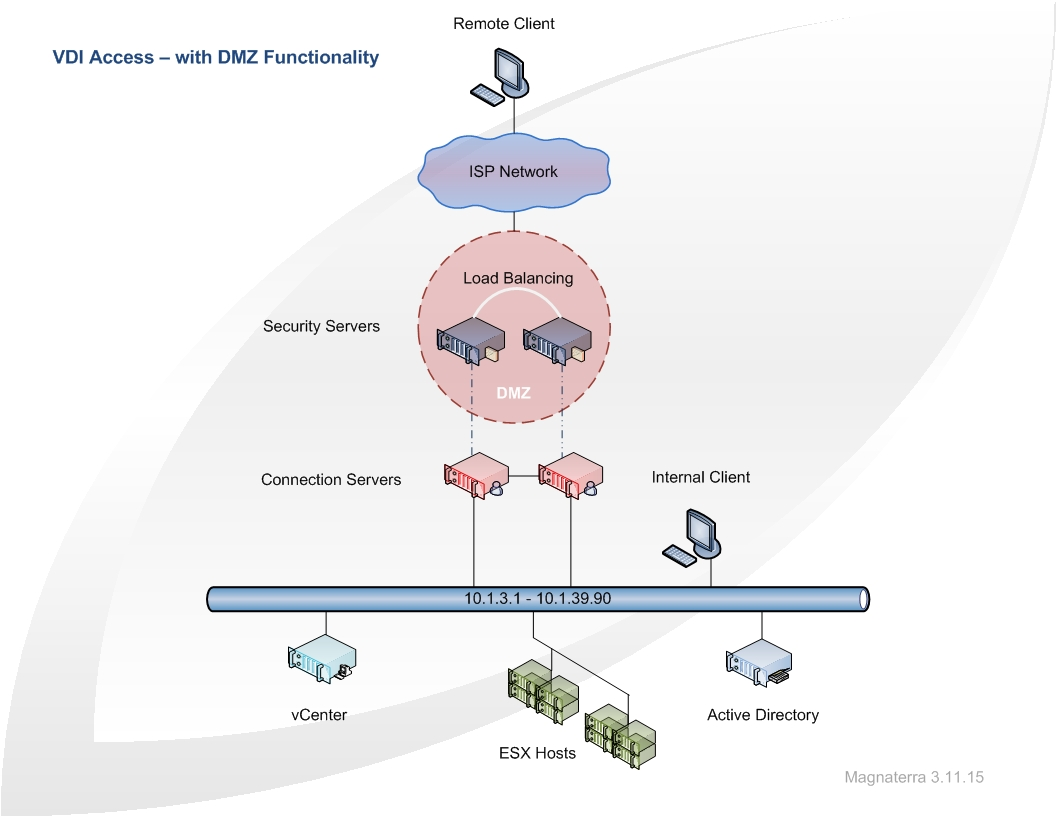 Remote Client
VDI Access – with DMZ Functionality
ISP Network
Load Balancing
Security Servers
DMZ
Connection Servers
Internal Client
10.1.3.1 - 10.1.39.90
vCenter
Active Directory
ESX Hosts
Magnaterra 3.11.15